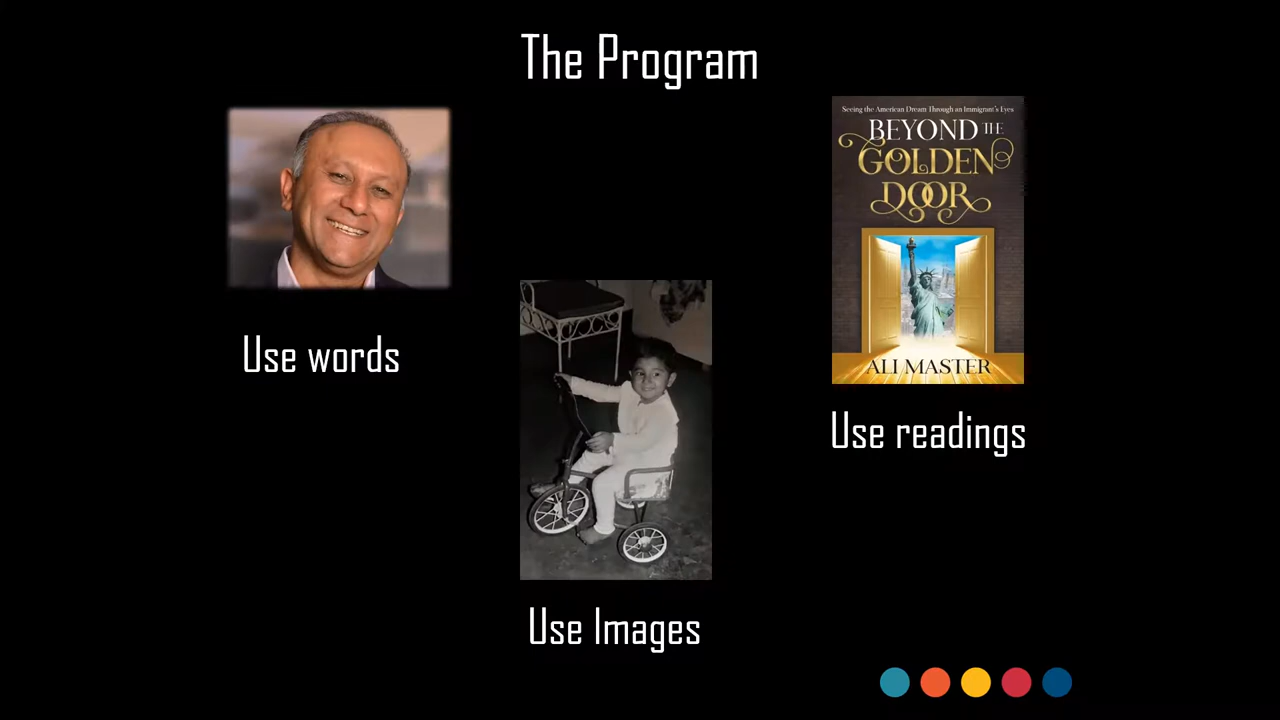 The Program
Use words
Seeing the American Dream Through an Immigrant's Eyes
BEYOND THE
GOLDEN
DOOR
ALI MASTER
Use readings
Use Images